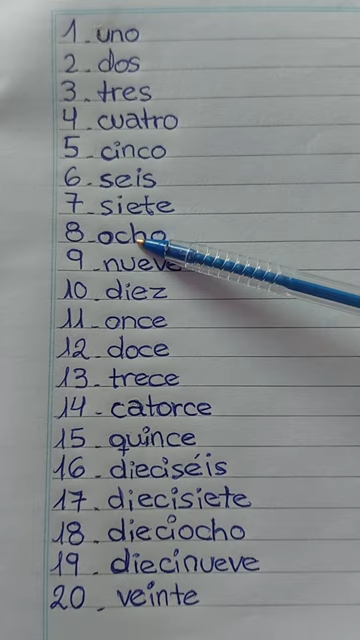 1. uno
2. dos
3. tres
4. cuatro
5. cinco
6. seis
7. siete
8. ocho
9. nueve
10. diez
11. once
12. doce
13. trece
14. catorce
15. quince
16. dieciséis
17. diecisiete
18. dieciocho
19. diecinueve
20. veinte